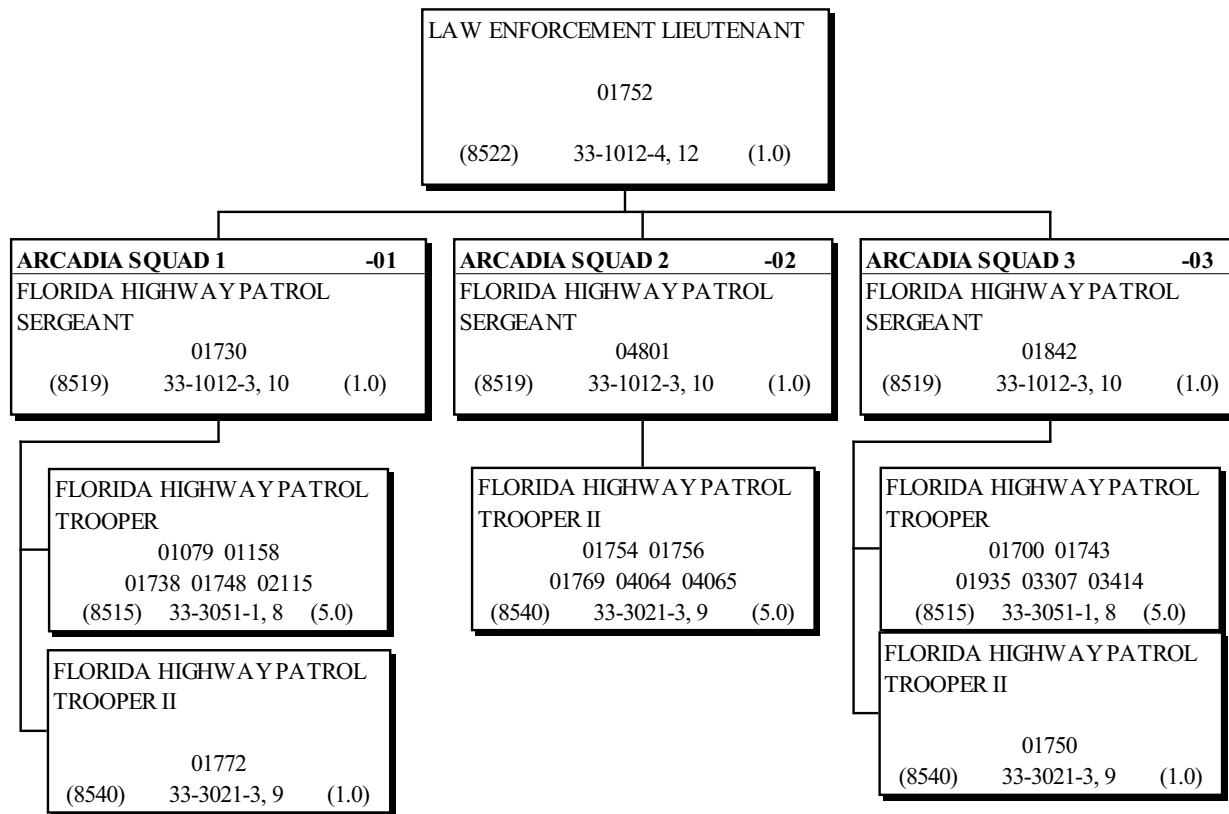 LAW ENFORCEMENT LIEUTENANT
01752
(8522) 33-1012-4, 12 (1.0)
ARCADIA SQUAD 1 -01
FLORIDA HIGHWAY PATROL
SERGEANT
01730
(8519) 33-1012-3, 10 (1.0)
FLORIDA HIGHWAY PATROL
TROOPER
01079 01158
01738 01748 02115
(8515) 33-3051-1, 8 (5.0)
FLORIDA HIGHWAY PATROL
TROOPER II
01772
(8540) 33-3021-3, 9 (1.0)
ARCADIA SQUAD 2 -02
FLORIDA HIGHWAY PATROL
SERGEANT
04801
(8519) 33-1012-3, 10 (1.0)
FLORIDA HIGHWAY PATROL
TROOPER II
01754 01756
01769 04064 04065
(8540) 33-3021-3, 9 (5.0)
ARCADIA SQUAD 3 -03
FLORIDA HIGHWAY PATROL
SERGEANT
01842
(8519) 33-1012-3, 10 (1.0)
FLORIDA HIGHWAY PATROL
TROOPER
01700 01743
01935 03307 03414
(8515) 33-3051-1, 8 (5.0)
FLORIDA HIGHWAY PATROL
TROOPER II
01750
(8540) 33-3021-3, 9 (1.0)